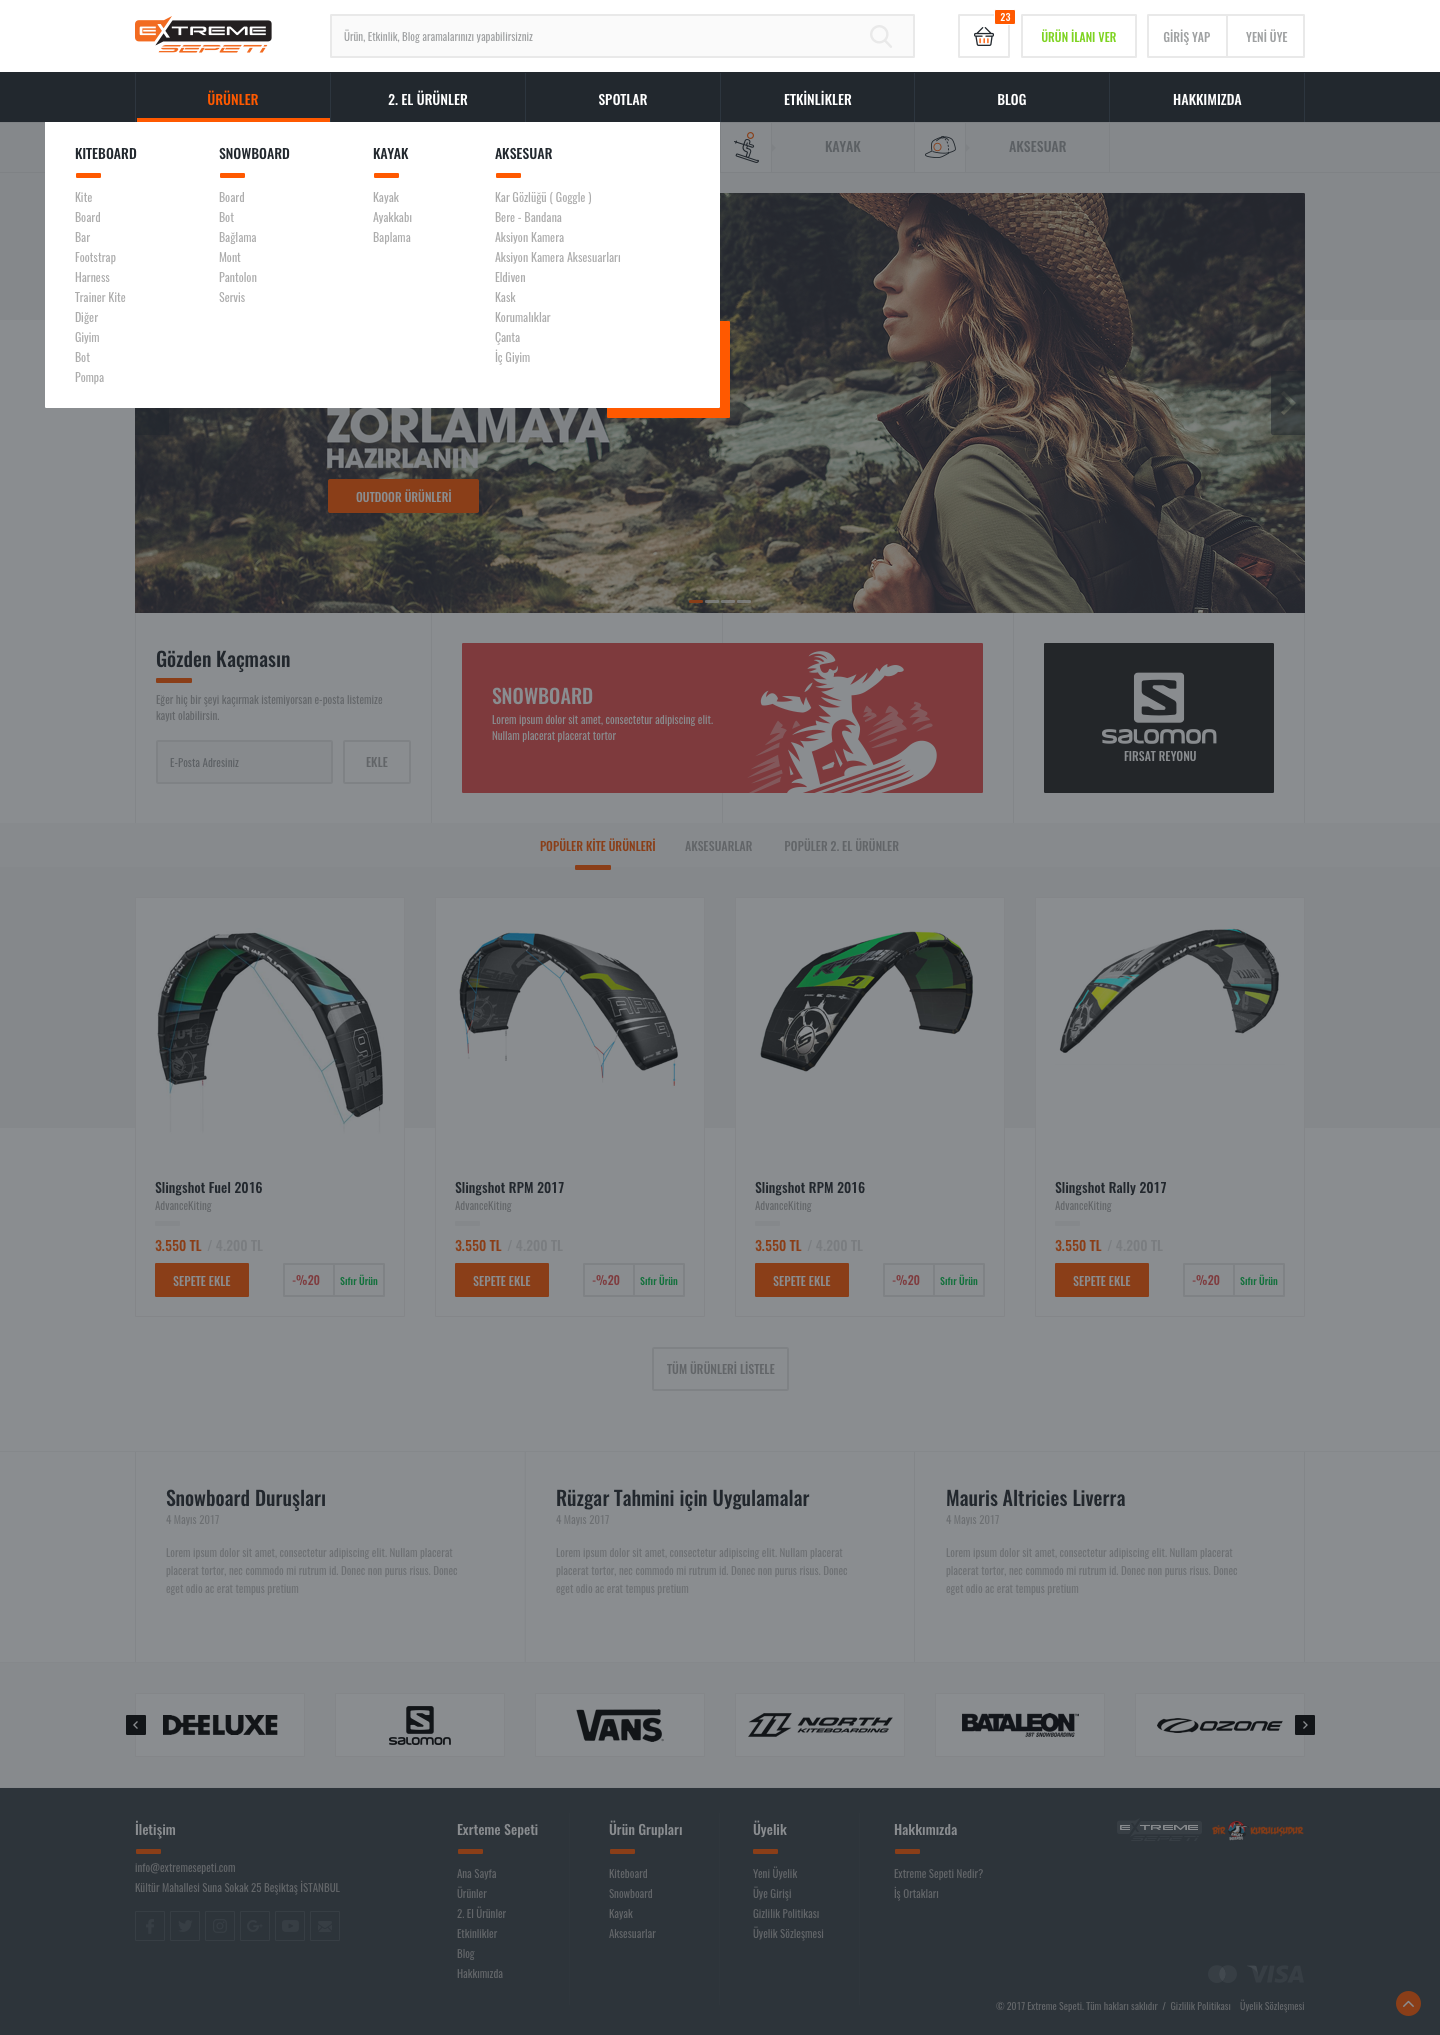 EXTREME
SEPETİ
Ürün, Etkinlik, Blog aramalarınızı yapabilirsizniz
23
ÜRÜN İLANI VER
GİRİŞ YAP
YENİ ÜYE
ÜRÜNLER
2. EL ÜRÜNLER
SPOTLAR
ETKİNLİKLER
BLOG
HAKKIMIZDA
KAYAK
AKSESUAR
KITEBOARD
Kite
Board
Bar
Footstrap
Harness
Trainer Kite
Diğer
Giyim
Bot
Pompa
SNOWBOARD
Board
Bot
Bağlama
Mont
Pantolon
Servis
KAYAK
Kayak
Ayakkabı
Baplama
AKSESUAR
Kar Gözlüğü ( Goggle )
Bere - Bandana
Aksiyon Kamera
Aksiyon Kamera Aksesuarları
Eldiven
Kask
Korumalıklar
Çanta
İç Giyim
ZORLAMAYA
HAZIRLANIN
OUTDOOR ÜRÜNLERİ
Gözden Kaçmasın
Eğer hiç bir şeyi kaçırmak istemiyorsan e-posta listemize
kayıt olabilirsin.
E-Posta Adresiniz
EKLE
SNOWBOARD
Lorem ipsum dolor sit amet, consectetur adipiscing elit.
Nullam placerat placerat tortor
SALOMON
FIRSAT REYONU
POPÜLER KİTE ÜRÜNLERİ
AKSESUARLAR
POPÜLER 2. EL ÜRÜNLER
Slingshot Fuel 2016
AdvanceKiting
3.550 TL / 4.200 TL
SEPETE EKLE
-%20
Sıfır Ürün
Slingshot RPM 2017
AdvanceKiting
3.550 TL / 4.200 TL
SEPETE EKLE
-%20
Sıfır Ürün
Slingshot RPM 2016
AdvanceKiting
3.550 TL / 4.200 TL
SEPETE EKLE
-%20
Sıfır Ürün
Slingshot Rally 2017
AdvanceKiting
3.550 TL / 4.200 TL
SEPETE EKLE
-%20
Sıfır Ürün
TÜM ÜRÜNLERİ LİSTELE
Snowboard Duruşları
4 Mayıs 2017
Lorem ipsum dolor sit amet, consectetur adipiscing elit. Nullam placerat
placerat tortor, nec commodo mi rutrum id. Donec non purus risus. Donec
eget odio ac erat tempus pretium
Rüzgar Tahmini için Uygulamalar
4 Mayıs 2017
Lorem ipsum dolor sit amet, consectetur adipiscing elit. Nullam placerat
placerat tortor, nec commodo mi rutrum id. Donec non purus risus. Donec
eget odio ac erat tempus pretium
Mauris Altricies Liverra
4 Mayıs 2017
Lorem ipsum dolor sit amet, consectetur adipiscing elit. Nullam placerat
placerat tortor, nec commodo mi rutrum id. Donec non purus risus. Donec
eget odio ac erat tempus pretium
DEELUXE
SALOMON
VANS
NORTH
KITEBOARDING
BATALEON
3BT SNOWBOARDING
OZONE
İletişim
info@extremesepeti.com
Kültür Mahallesi Suna Sokak 25 Beşiktaş İSTANBUL
Exrteme Sepeti
Ana Sayfa
Ürünler
2. El Ürünler
Etkinlikler
Blog
Hakkımızda
Ürün Grupları
Kiteboard
Snowboard
Kayak
Aksesuarlar
Üyelik
Yeni Üyelik
Üye Girişi
Gizlilik Politikası
Üyelik Sözleşmesi
Hakkımızda
Extreme Sepeti Nedir?
İş Ortakları
EXTREME
BİR KURULUŞUDUR
VISA
© 2017 Extreme Sepeti. Tüm hakları saklıdır / Gizlilik Politikası Üyelik Sözleşmesi